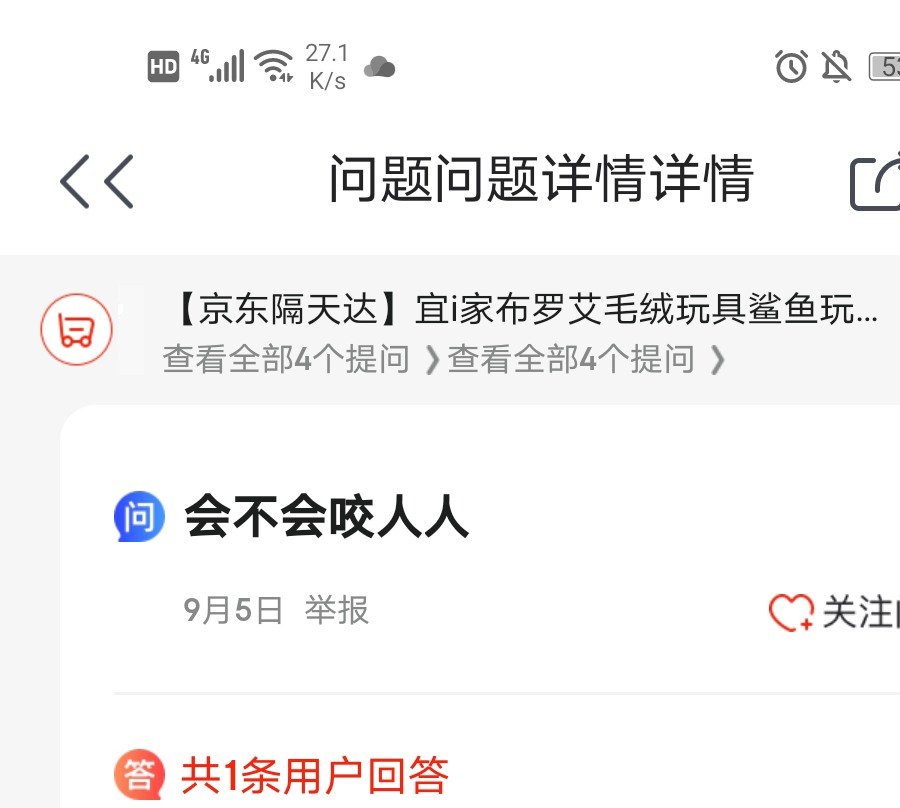 HD 4G 27.1 K/s 53
问题问题详情详情
【京东隔天达】宜i家布罗艾毛绒玩具鲨鱼玩...
查看全部4个提问 》查看全部4个提问 》
问 会不会咬人人
9月5日 举报 关注
答 共1条用户回答